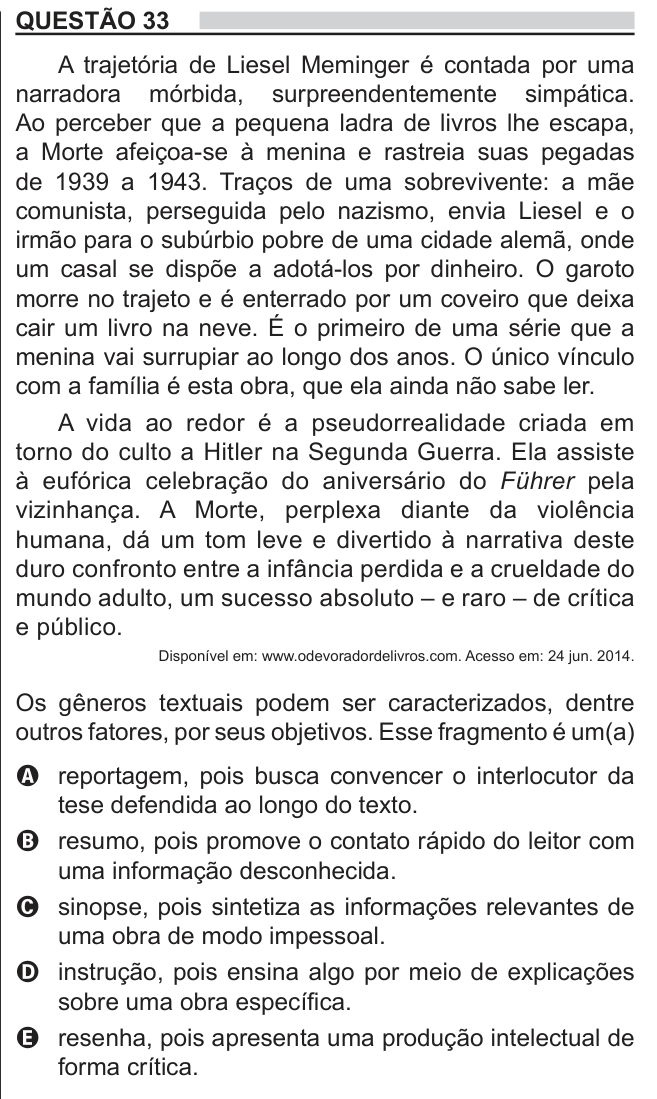 QUESTÃO 33
A trajetória de Liesel Meminger é contada por uma
narradora mórbida, surpreendentemente simpática.
Ao perceber que a pequena ladra de livros lhe escapa,
a Morte afeiçoa-se à menina e rastreia suas pegadas
de 1939 a 1943. Traços de uma sobrevivente: a mãe
comunista, perseguida pelo nazismo, envia Liesel e o
irmão para o subúrbio pobre de uma cidade alemã, onde
um casal se dispõe a adotá-los por dinheiro. O garoto
morre no trajeto e é enterrado por um coveiro que deixa
cair um livro na neve. É o primeiro de uma série que a
menina vai surrupiar ao longo dos anos. O único vínculo
com a família é esta obra, que ela ainda não sabe ler.
A vida ao redor é a pseudorrealidade criada em
torno do culto a Hitler na Segunda Guerra. Ela assiste
à eufórica celebração do aniversário do Führer pela
vizinhança. A Morte, perplexa diante da violência
humana, dá um tom leve e divertido à narrativa deste
duro confronto entre a infância perdida e a crueldade do
mundo adulto, um sucesso absoluto – e raro – de crítica
e público.
Disponível em: www.odevoradordelivros.com. Acesso em: 24 jun. 2014.
Os gêneros textuais podem ser caracterizados, dentre
outros fatores, por seus objetivos. Esse fragmento é um(a)
A reportagem, pois busca convencer o interlocutor da
tese defendida ao longo do texto.
B resumo, pois promove o contato rápido do leitor com
uma informação desconhecida.
C sinopse, pois sintetiza as informações relevantes de
uma obra de modo impessoal.
D instrução, pois ensina algo por meio de explicações
sobre uma obra específica.
E resenha, pois apresenta uma produção intelectual de
forma crítica.